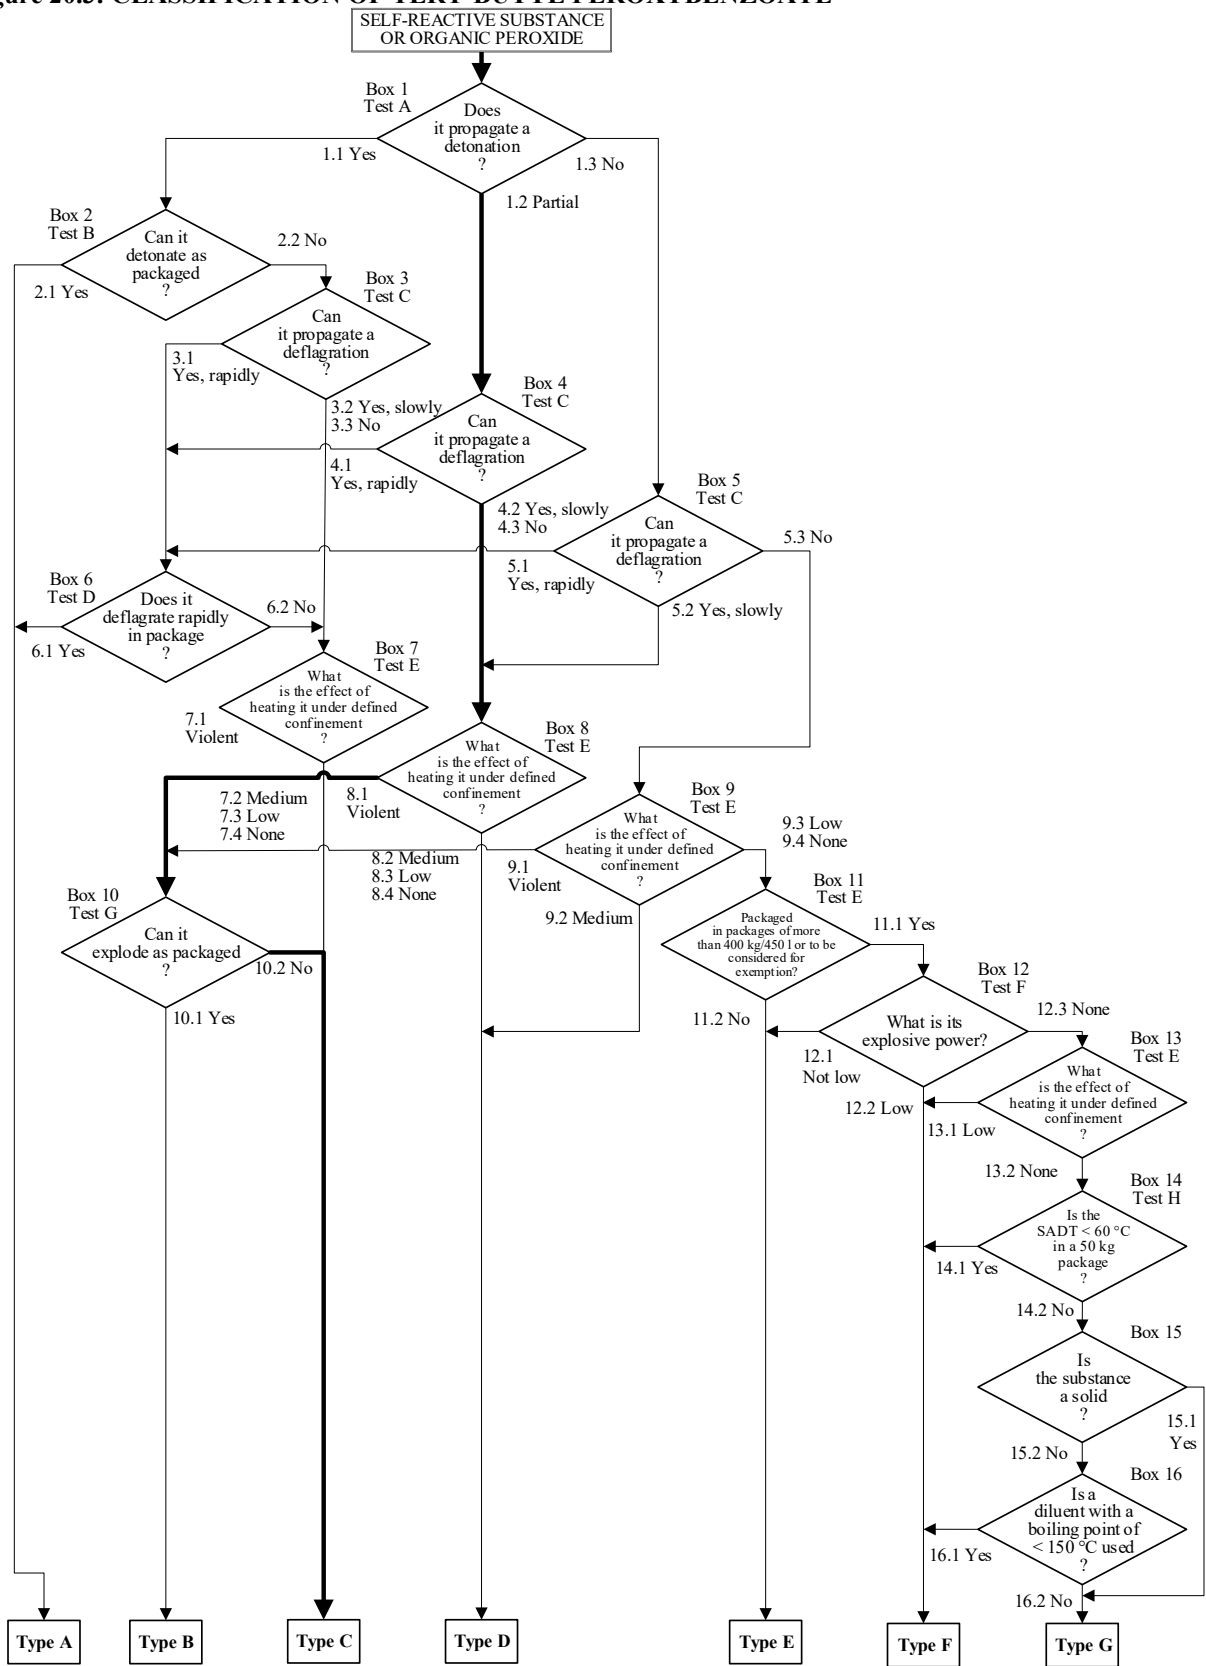 gure 20.3: CLASSIFICATION OF TERT-BUTYL PEROXYBENZOATE
SELF-REACTIVE SUBSTANCE
OR ORGANIC PEROXIDE
Box 1
Test A
Does
it propagate a
detonation
?
1.1 Yes
1.3 No
1.2 Partial
Box 2
Test B
Can it
detonate as
packaged
?
2.2 No
2.1 Yes
Box 3
Test C
Can
it propagate a
deflagration
?
3.1
Yes, rapidly
3.2 Yes, slowly
3.3 No
Box 4
Test C
Can
it propagate a
deflagration
?
4.1
Yes, rapidly
4.2 Yes, slowly
4.3 No
Box 5
Test C
Can
it propagate a
deflagration
?
5.3 No
5.1
Yes, rapidly
5.2 Yes, slowly
Box 6
Test D
Does it
deflagrate rapidly
in package
?
6.2 No
6.1 Yes
Box 7
Test E
What
is the effect of
heating it under defined
confinement
?
7.1
Violent
7.2 Medium
7.3 Low
7.4 None
Box 8
Test E
What
is the effect of
heating it under defined
confinement
?
8.1
Violent
8.2 Medium
8.3 Low
8.4 None
Box 9
Test E
What
is the effect of
heating it under defined
confinement
?
9.3 Low
9.4 None
9.1
Violent
9.2 Medium
Box 10
Test G
Can it
explode as packaged
?
10.2 No
10.1 Yes
Box 11
Test E
Packaged
in packages of more
than 400 kg/450 l or to be
considered for
exemption?
11.1 Yes
11.2 No
Box 12
Test F
What is its
explosive power?
12.3 None
12.1
Not low
12.2 Low
Box 13
Test E
What
is the effect of
heating it under defined
confinement
?
13.1 Low
13.2 None
Box 14
Test H
Is the
SADT < 60 °C
in a 50 kg
package
?
14.1 Yes
14.2 No
Box 15
Is
the substance
a solid
?
15.1
Yes
15.2 No
Box 16
Is a
diluent with a
boiling point of
< 150 °C used
?
16.1 Yes
16.2 No
Type A
Type B
Type C
Type D
Type E
Type F
Type G